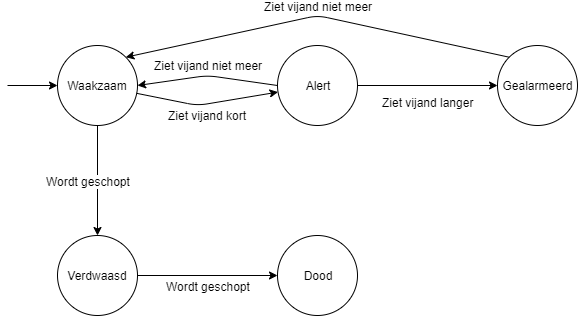 Ziet vijand niet meer
Ziet vijand niet meer
Waakzaam
Alert
Gealarmeerd
Ziet vijand langer
Ziet vijand kort
Wordt geschopt
Verdwaasd
Dood
Wordt geschopt